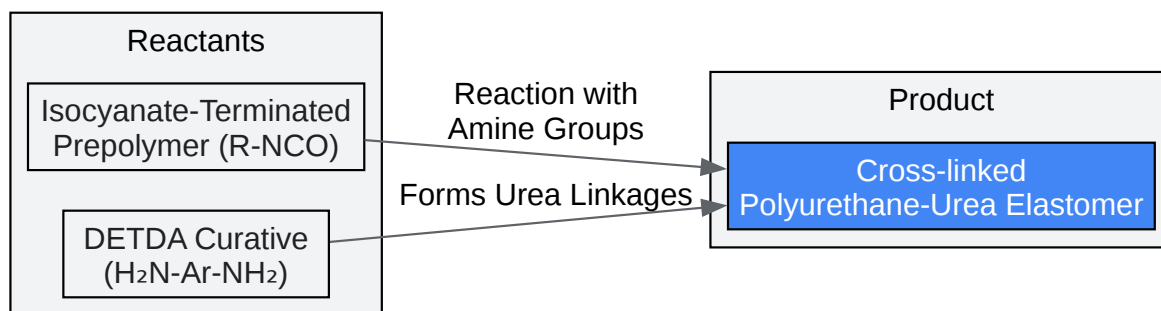 Reactants
Isocyanate-Terminated
Prepolymer (R-NCO)
DETDA Curative
(H₂N-Ar-NH₂)
Reaction with
Amine Groups
Forms Urea Linkages
Product
Cross-linked
Polyurethane-Urea Elastomer